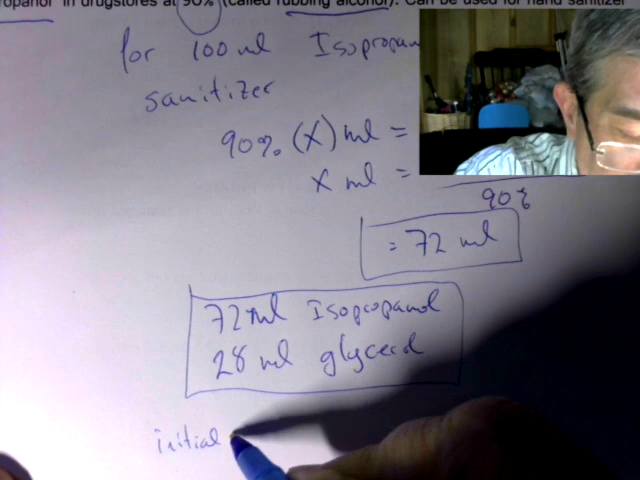 in drugstores at 90% (called rubbing alcohol). Can be used for hand sanitizer
for 100 ml
sanitizer
90% (x) ml =
x ml =
90%
= 72 ml
72 ml Isopropanol
28 ml glycerol
initial